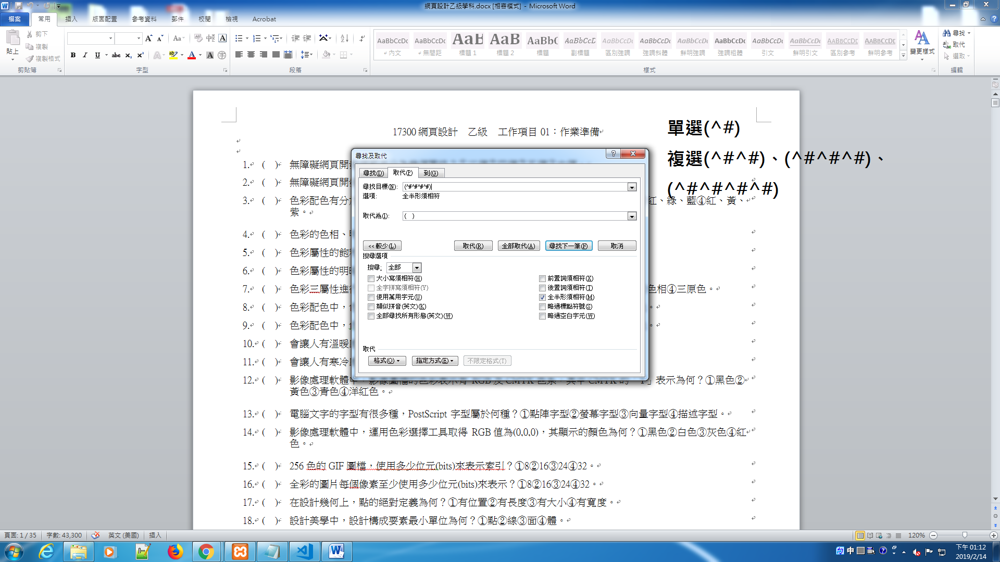 網頁設計乙級學科.docx [相容模式] - Microsoft Word
檔案 常用 插入 版面配置 參考資料 郵件 校閱 檢視 Acrobat
貼上 剪下 複製 複製格式
剪貼簿 字型 段落 樣式 編輯
AaBbCcDc AaBbCcDc AaBb AaB AaBbC AaBbCcD AaBbCcDc AaBbCcDc AaBbCcDc AaBbCcDc AaBbCcDc AaBbCcDc AABBCCDD AABBCCDD
內文 無間距 標題 1 標題 2 標題 副標題 區別強調 強調斜體 鮮明強調 強調粗體 引文 鮮明引文 區別參考 鮮明參考
變更樣式
尋找
取代
選取
17300 網頁設計 乙級 工作項目 01：作業準備
單選(^#)
複選(^#^#)、(^#^#^#)、
(^#^#^#^#)
1. ( ) 無障礙網頁開
2. ( ) 無障礙網頁開
3. ( ) 色彩配色有分 紅、綠、藍④紅、黃、
紫。
4. ( ) 色彩的色相、
5. ( ) 色彩屬性的飽
6. ( ) 色彩屬性的明
7. ( ) 色彩三屬性進 色相④三原色。
8. ( ) 色彩配色中，
9. ( ) 色彩配色中，
10. ( ) 會讓人有溫暖
11. ( ) 會讓人有寒冷
12. ( ) 影像處理軟體中，影像圖檔的色彩表示有 RGB 及 CMYK 色系，其中 CMYK 的「Y」表示為何？①黑色②
黃色③青色④洋紅色。
13. ( ) 電腦文字的字型有很多種，PostScript 字型屬於何種？①點陣字型②螢幕字型③向量字型④描述字型。
14. ( ) 影像處理軟體中，運用色彩選擇工具取得 RGB 值為(0,0,0)，其顯示的顏色為何？①黑色②白色③灰色④紅
色。
15. ( ) 256 色的 GIF 圖檔，使用多少位元(bits)來表示索引？①8②16③24④32。
16. ( ) 全彩的圖片每個像素至少使用多少位元(bits)來表示？①8②16③24④32。
17. ( ) 在設計幾何上，點的絕對定義為何？①有位置②有長度③有大小④有寬度。
18. ( ) 設計美學中，設計構成要素最小單位為何？①點②線③面④體。
尋找及取代
尋找(D) 取代(P) 到(G)
尋找目標(N): (^#^#^#^#)
選項: 全半形須相符
取代為(I): ( )
<< 較少(L) 取代(R) 全部取代(A) 尋找下一筆(F) 取消
搜尋選項
搜尋: 全部
大小寫須相符(H) 前置詞須相符(X)
全字拼寫須相符(Y) 後置詞須相符(T)
使用萬用字元(U) 全半形須相符(M)
類似拼音(英文)(K) 略過標點符號(S)
全部尋找所有形態(英文)(W) 略過空白字元(W)
取代
格式(O) 指定方式(E) 不限定格式(T)
頁面: 1 / 35 字數: 43,300 英文 (美國) 插入 120%
中
下午 01:12
2019/2/14